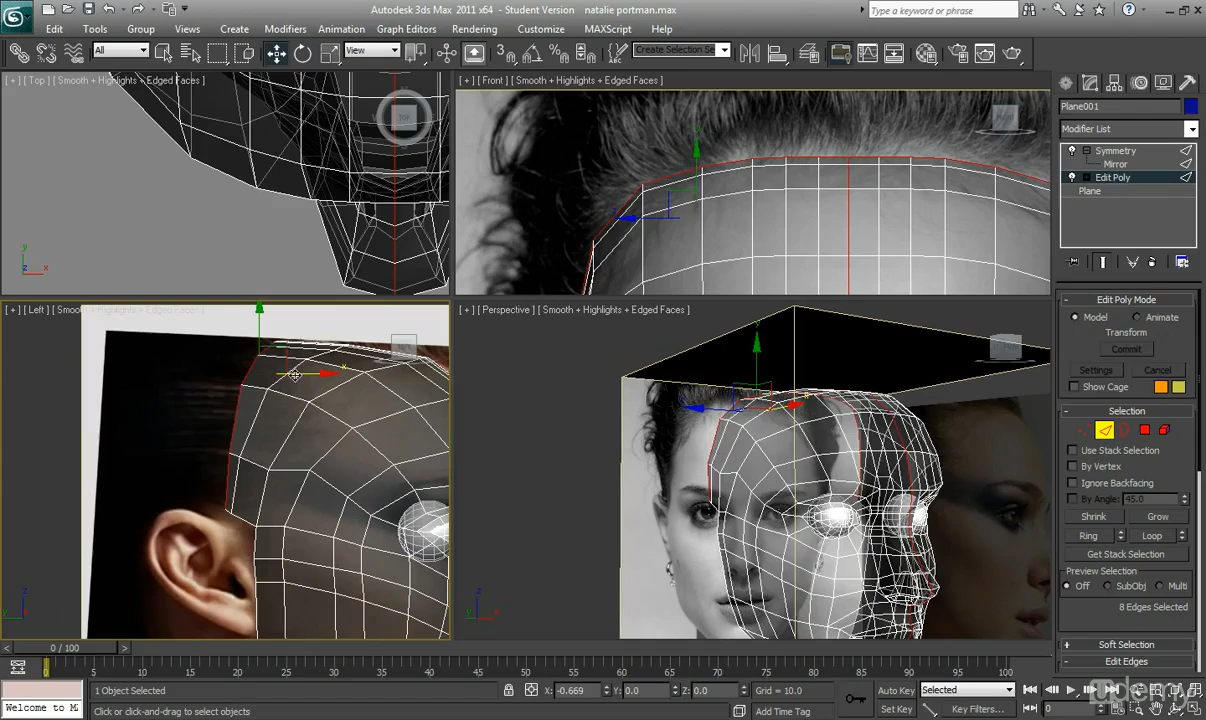 Autodesk 3ds Max 2011 x64 - Student Version natalie portman.max
Type a keyword or phrase
Edit Tools Group Views Create Modifiers Animation Graph Editors Rendering Customize MAXScript Help
All View 3 Create Selection Se
[ + ] [ Top ] [ Smooth + Highlights + Edged Faces ]
[ + ] [ Front ] [ Smooth + Highlights + Edged Faces ]
TOP
y
z x
[ + ] [ Left ] [ Smooth + Highlights + Edged Faces ]
[ + ] [ Perspective ] [ Smooth + Highlights + Edged Faces ]
Plane001
Modifier List
Symmetry
Mirror
Edit Poly
Plane
- Edit Poly Mode
Model Animate
Transform
Commit
Settings Cancel
Show Cage
- Selection
Use Stack Selection
By Vertex
Ignore Backfacing
By Angle: 45.0
Shrink Grow
Ring Loop
Get Stack Selection
Preview Selection
Off SubObj Multi
8 Edges Selected
+ Soft Selection
- Edit Edges
< 0 / 100 >
0 5 10 15 20 25 30 35 40 45 50 55 60 65 70 75 80 85 90 95 100
1 Object Selected X: -0.669 Y: 0.0 Z: 0.0 Grid = 10.0 Auto Key Selected
Welcome to MA Click or click-and-drag to select objects Add Time Tag Set Key Key Filters... 0
udemy